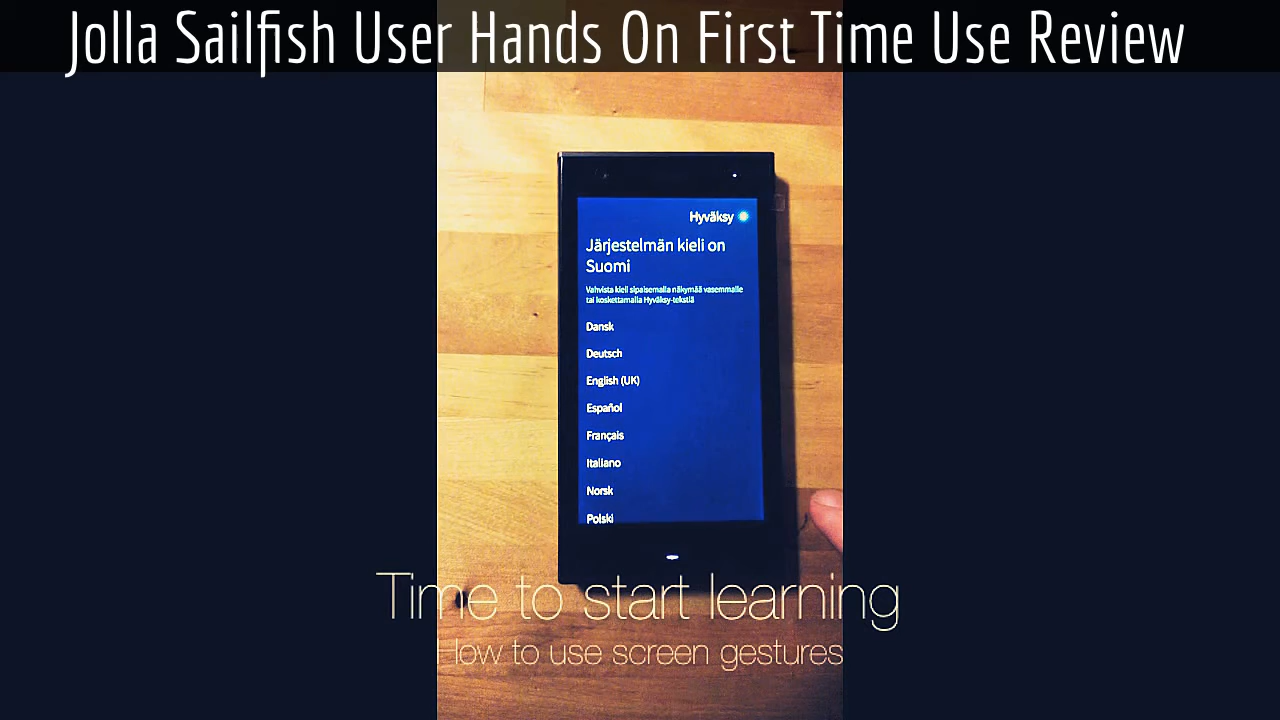 Jolla Sailfish User Hands On First Time Use Review
Hyväksy
Järjestelmän kieli on
Suomi
Vahvista kieli sipaisemalla näkymää vasemmalle
tai koskettamalla Hyväksy-tekstiä
Dansk
Deutsch
English (UK)
Español
Français
Italiano
Norsk
Polski
Time to start learning
How to use screen gestures